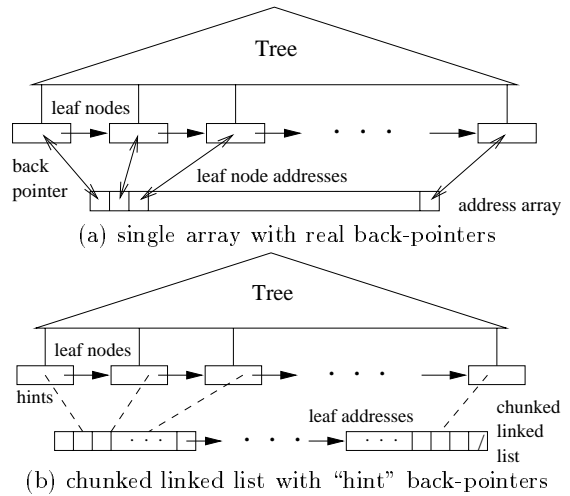 Tree
leaf nodes
back
pointer
leaf node addresses
address array
(a) single array with real back-pointers
Tree
leaf nodes
hints
leaf addresses
chunked
linked
list
(b) chunked linked list with “hint” back-pointers